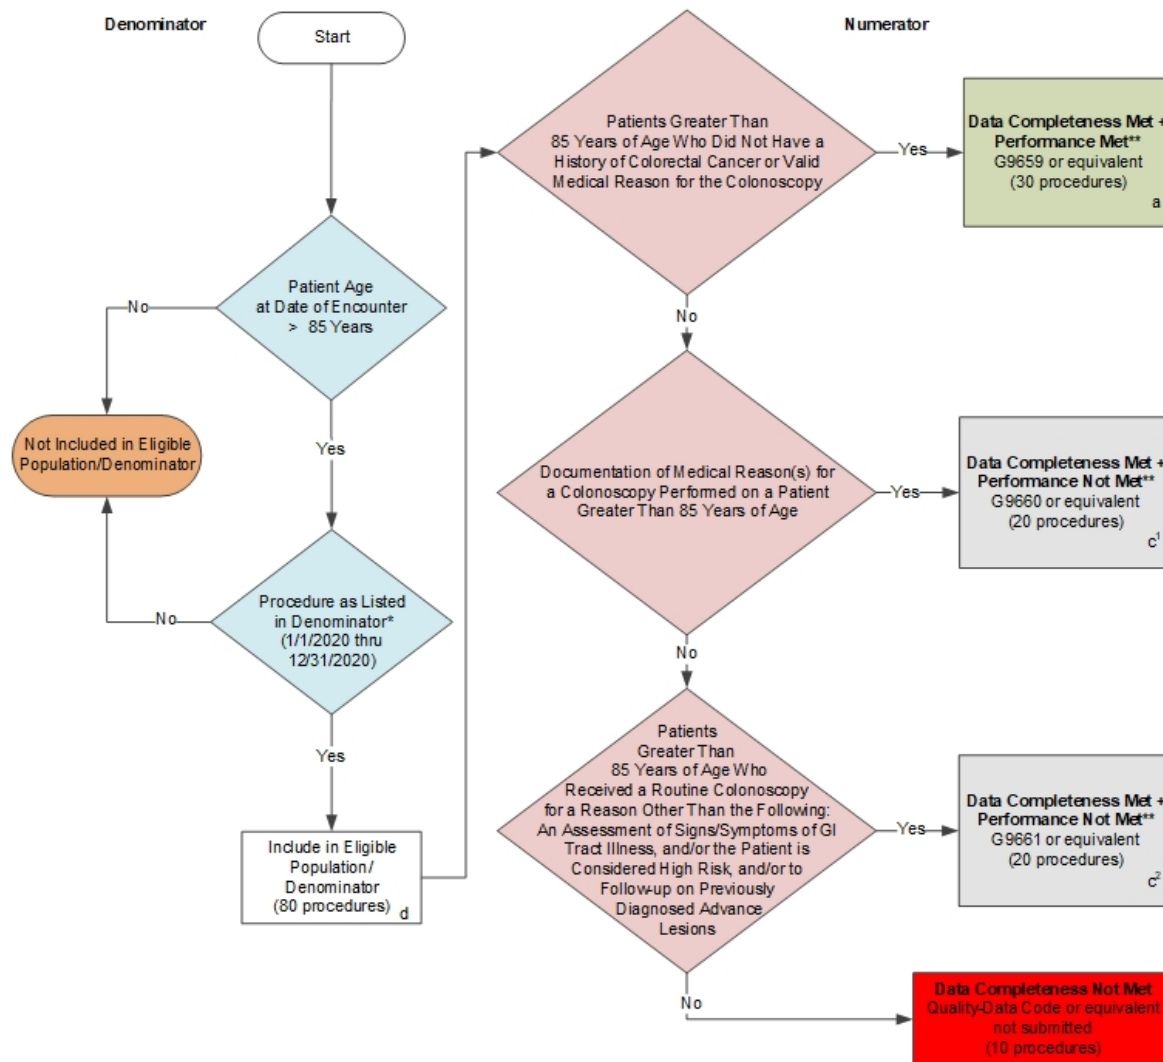 Denominator
Start
Patient Age
at Date of Encounter
> 85 Years
No
Not Included in Eligible
Population/Denominator
Yes
Procedure as Listed
in Denominator*
(1/1/2020 thru
12/31/2020)
No
Yes
Include in Eligible
Population/
Denominator
(80 procedures)
d
Numerator
Patients Greater Than
85 Years of Age Who Did Not Have a
History of Colorectal Cancer or Valid
Medical Reason for the Colonoscopy
Yes
Data Completeness Met +
Performance Met**
G9659 or equivalent
(30 procedures)
a
No
Documentation of Medical Reason(s) for
a Colonoscopy Performed on a Patient
Greater Than 85 Years of Age
Yes
Data Completeness Met +
Performance Not Met**
G9660 or equivalent
(20 procedures)
c¹
No
Patients
Greater Than
85 Years of Age Who
Received a Routine Colonoscopy
for a Reason Other Than the Following:
An Assessment of Signs/Symptoms of GI
Tract Illness, and/or the Patient is
Considered High Risk, and/or to
Follow-up on Previously
Diagnosed Advance
Lesions
Yes
Data Completeness Met +
Performance Not Met**
G9661 or equivalent
(20 procedures)
c²
No
Data Completeness Not Met
Quality-Data Code or equivalent
not submitted
(10 procedures)